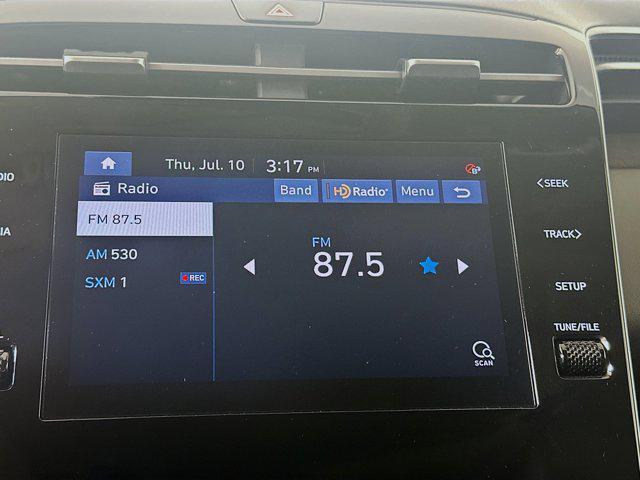 Thu, Jul. 10 3:17 PM
Radio Band HD Radio Menu
FM 87.5
AM 530
SXM 1 REC
FM
87.5
SCAN
SEEK
TRACK
SETUP
TUNE/FILE